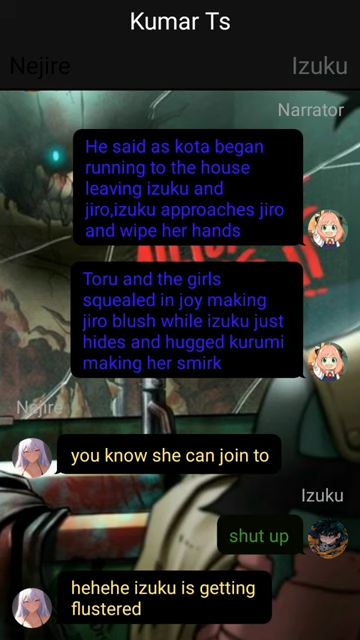 Kumar Ts
Nejire
Izuku
Narrator
He said as kota began
running to the house
leaving izuku and
jiro,izuku approaches jiro
and wipe her hands
Toru and the girls
squealed in joy making
jiro blush while izuku just
hides and hugged kurumi
making her smirk
Nejire
you know she can join to
Izuku
shut up
hehehe izuku is getting
flustered